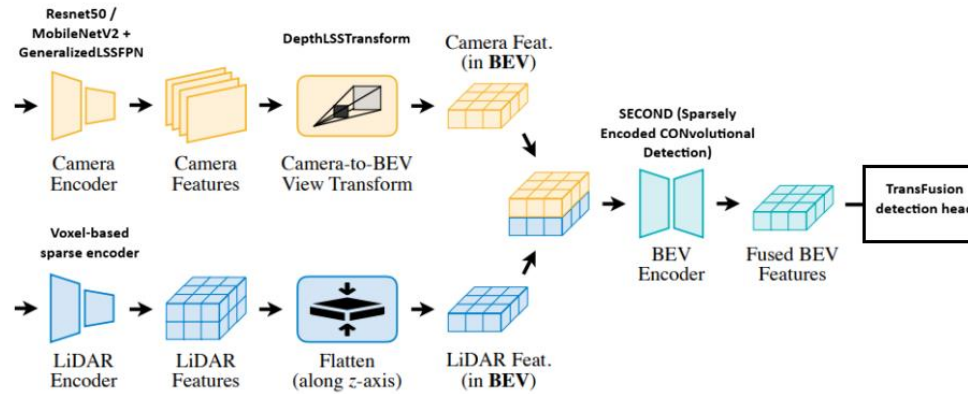 Resnet50 /
MobileNetV2 +
GeneralizedLSSFPN
DepthLSSTransform
Camera Feat.
(in BEV)
Camera
Encoder
Camera
Features
Camera-to-BEV
View Transform
SECOND (Sparsely
Encoded CONvolutional
Detection)
BEV
Encoder
Fused BEV
Features
TransFusion
detection head
Voxel-based
sparse encoder
LiDAR
Encoder
LiDAR
Features
Flatten
(along z-axis)
LiDAR Feat.
(in BEV)